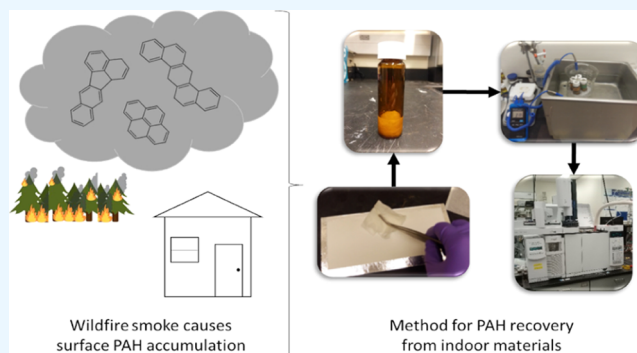 Wildfire smoke causes
surface PAH accumulation
Method for PAH recovery
from indoor materials